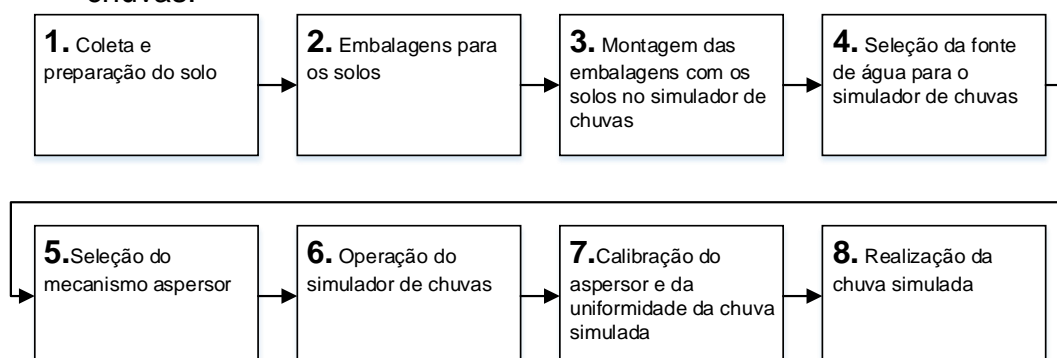 chuvas.
1. Coleta e
preparação do solo
2. Embalagens para
os solos
3. Montagem das
embalagens com os
solos no simulador de
chuvas
4. Seleção da fonte
de água para o
simulador de chuvas
5.Seleção do
mecanismo aspersor
6. Operação do
simulador de chuvas
7.Calibração do
aspersor e da
uniformidade da chuva
simulada
8. Realização da
chuva simulada